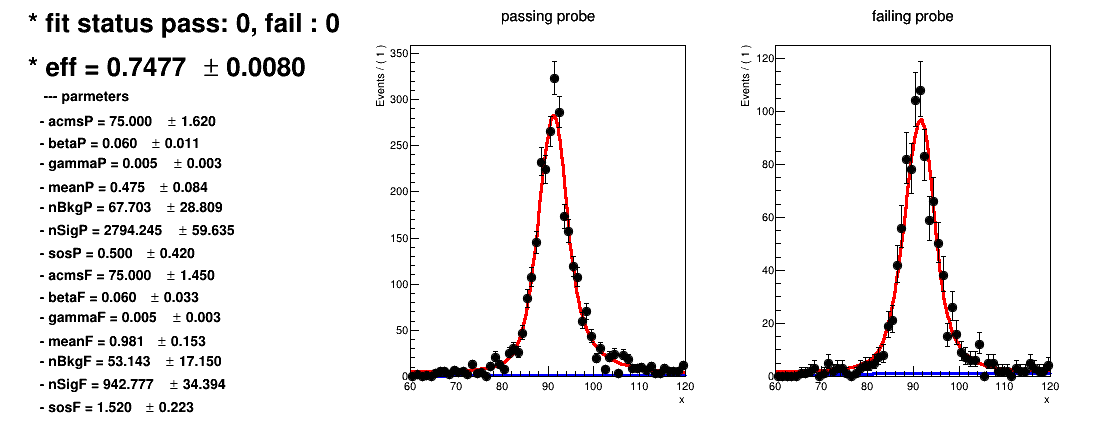 * fit status pass: 0, fail : 0
* eff = 0.7477 ± 0.0080
--- parmeters
- acmsP = 75.000 ± 1.620
- betaP = 0.060 ± 0.011
- gammaP = 0.005 ± 0.003
- meanP = 0.475 ± 0.084
- nBkgP = 67.703 ± 28.809
- nSigP = 2794.245 ± 59.635
- sosP = 0.500 ± 0.420
- acmsF = 75.000 ± 1.450
- betaF = 0.060 ± 0.033
- gammaF = 0.005 ± 0.003
- meanF = 0.981 ± 0.153
- nBkgF = 53.143 ± 17.150
- nSigF = 942.777 ± 34.394
- sosF = 1.520 ± 0.223
passing probe
Events / ( 1 )
350
300
250
200
150
100
50
0
60 70 80 90 100 110 120
x
failing probe
Events / ( 1 )
120
100
80
60
40
20
0
60 70 80 90 100 110 120
x